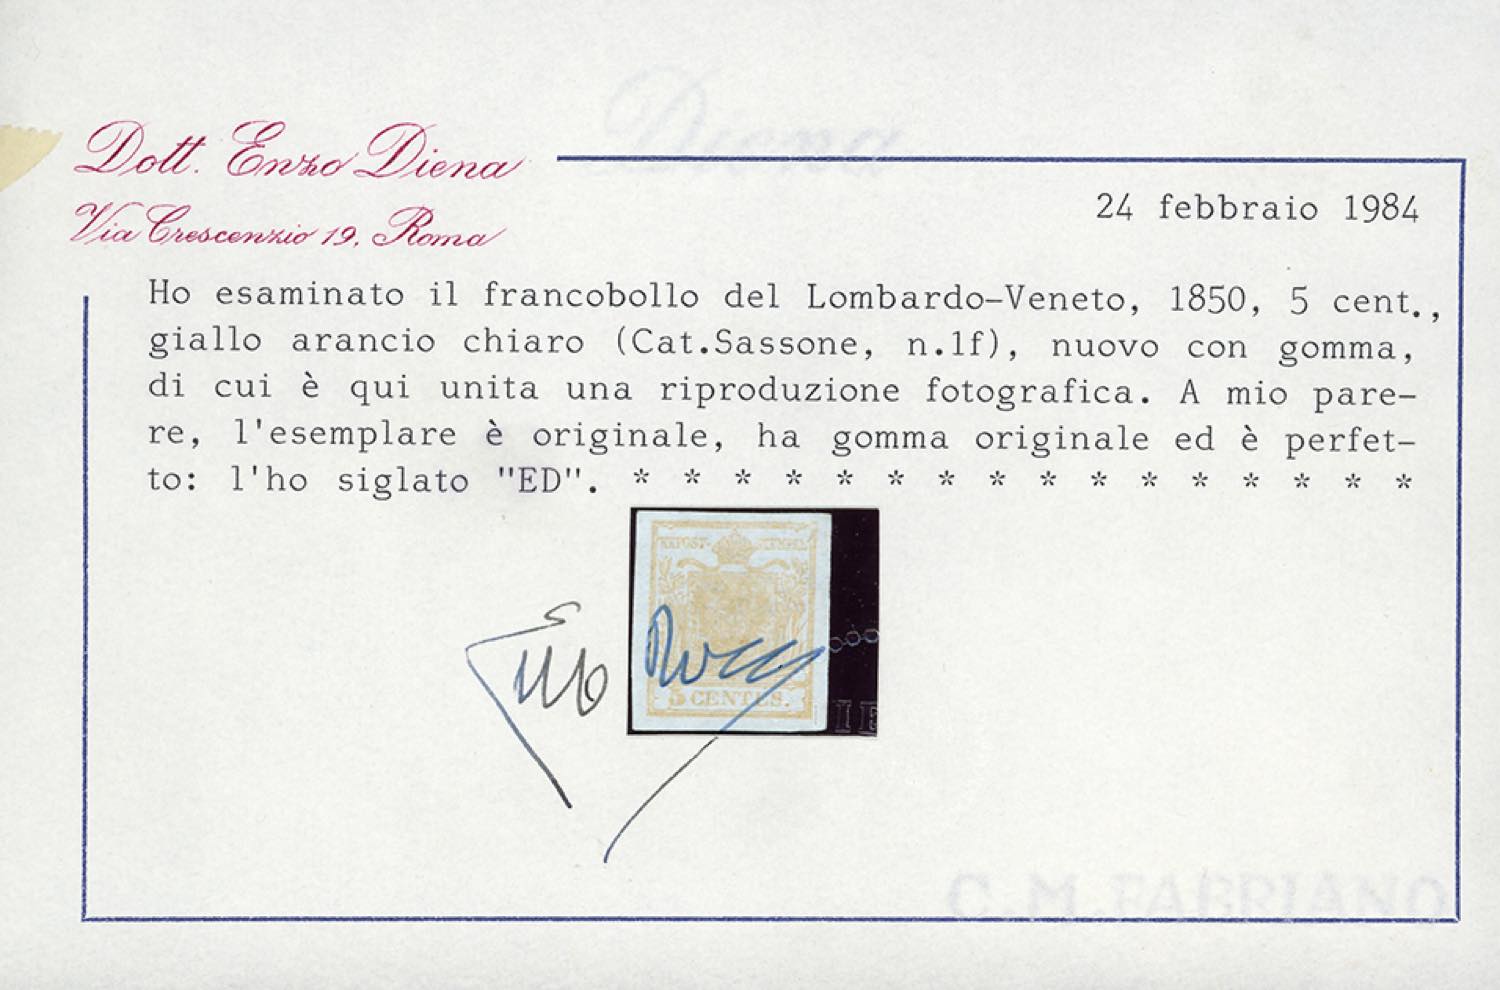 Diena
Dott. Enzo Diena
Via Crescenzio 19, Roma
24 febbraio 1984
Ho esaminato il francobollo del Lombardo-Veneto, 1850, 5 cent.,
giallo arancio chiaro (Cat.Sassone, n.1f), nuovo con gomma,
di cui è qui unita una riproduzione fotografica. A mio pare-
re, l'esemplare è originale, ha gomma originale ed è perfet-
to: l'ho siglato "ED". * * * * * * * * * * * * * * * *
5 CENTES.
C.M.FABRIANO